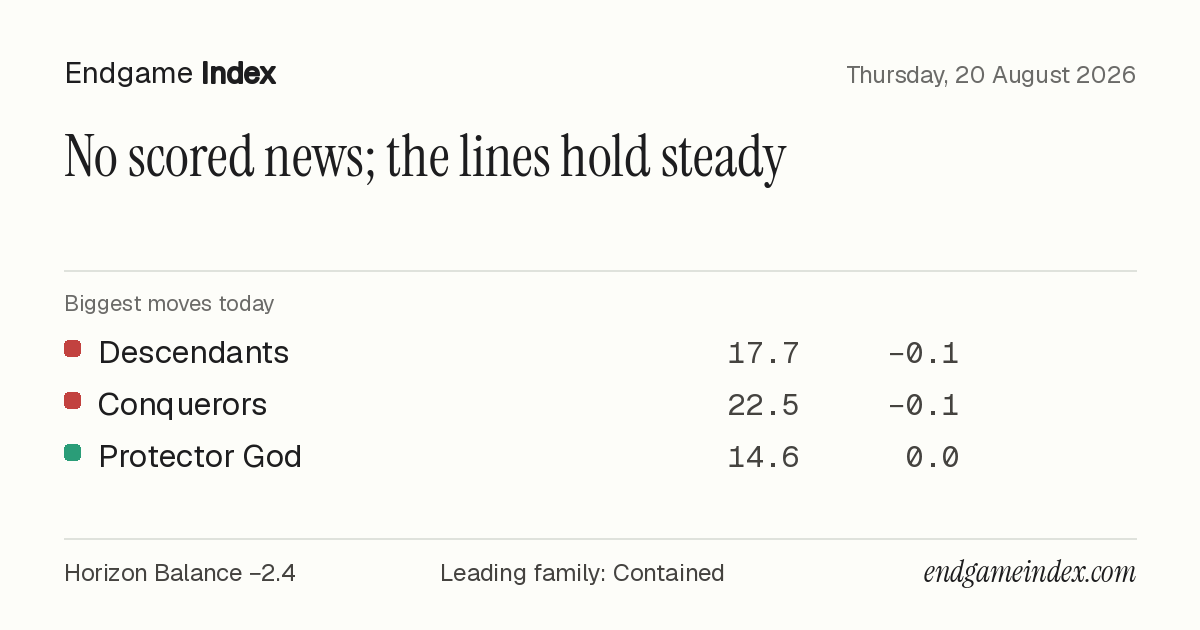 Endgame Index
Thursday, 20 August 2026
No scored news; the lines hold steady
Biggest moves today
Descendants 17.7 −0.1
Conquerors 22.5 −0.1
Protector God 14.6 0.0
Horizon Balance −2.4 Leading family: Contained endgameindex.com